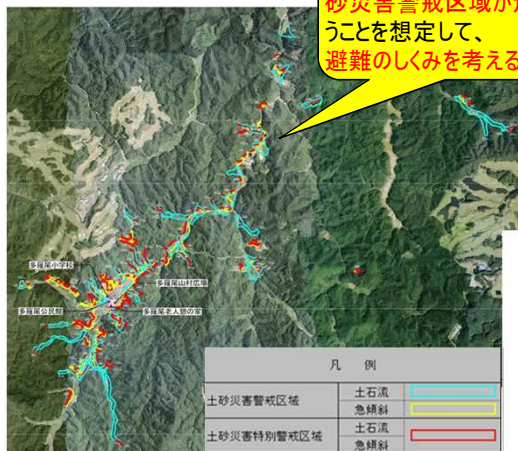 砂災害警戒区域が
うことを想定して、
避難のしくみを考える
多羅尾小学校
多羅尾山村広場
多羅尾公民館
多羅尾老人憩の家
凡 例
土砂災害警戒区域
土石流
急傾斜
土砂災害特別警戒区域
土石流
急傾斜